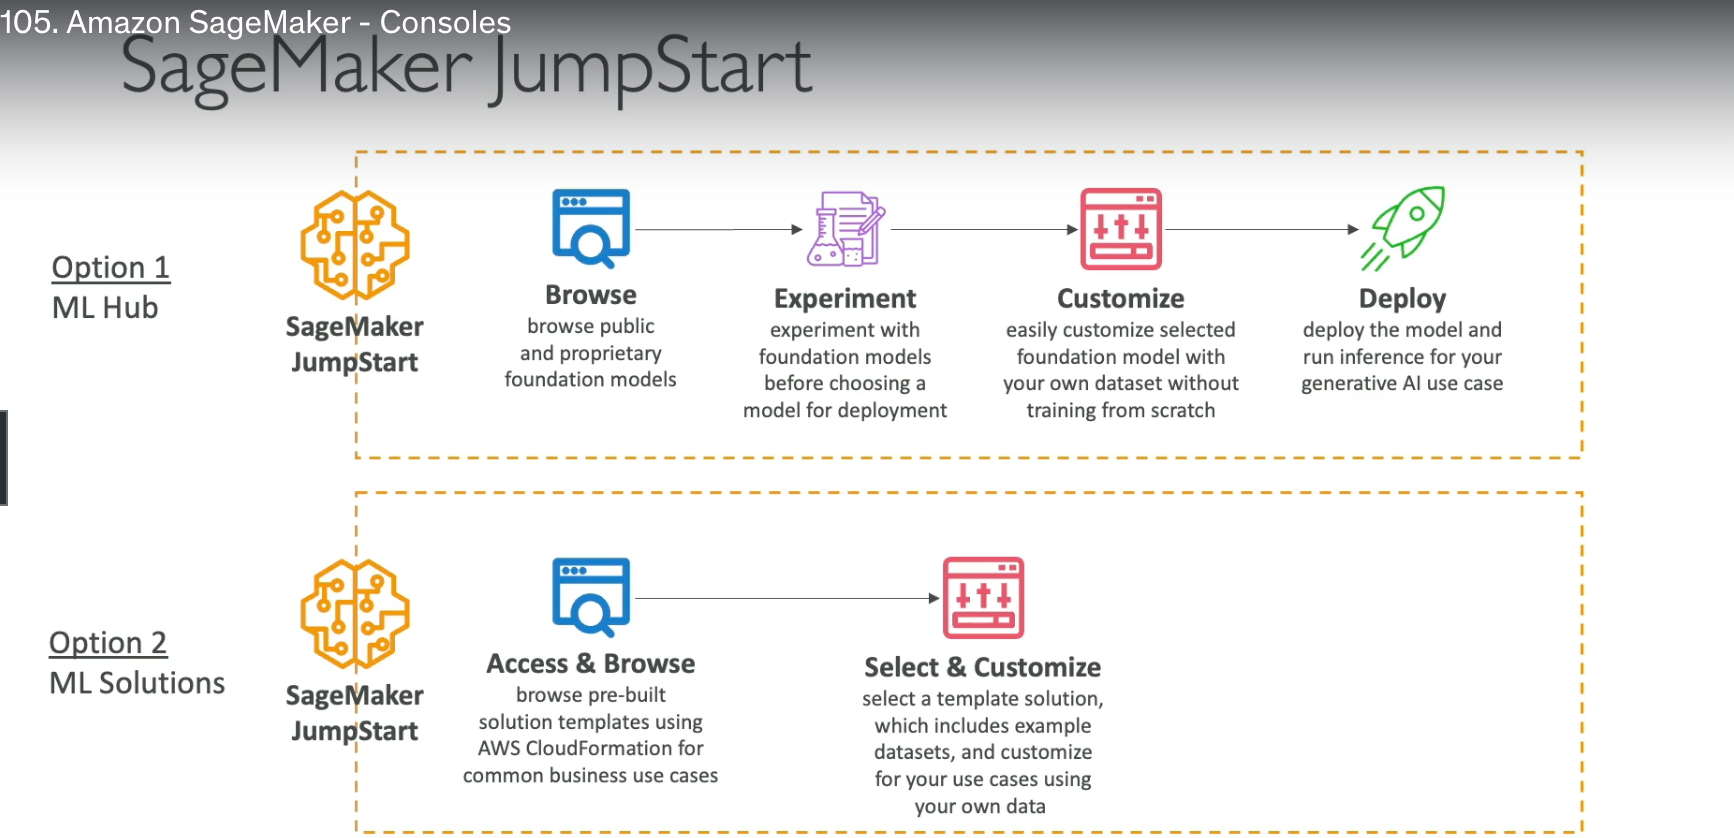 105. Amazon SageMaker - Consoles
SageMaker JumpStart
Option 1
ML Hub
SageMaker
JumpStart
Browse
browse public
and proprietary
foundation models
Experiment
experiment with
foundation models
before choosing a
model for deployment
Customize
easily customize selected
foundation model with
your own dataset without
training from scratch
Deploy
deploy the model and
run inference for your
generative AI use case
Option 2
ML Solutions
SageMaker
JumpStart
Access & Browse
browse pre-built
solution templates using
AWS CloudFormation for
common business use cases
Select & Customize
select a template solution,
which includes example
datasets, and customize
for your use cases using
your own data